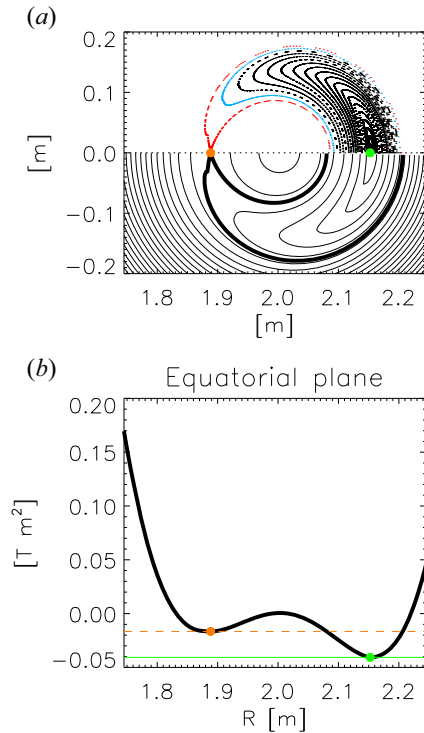 (a)
0.2
0.1
0.0
−0.1
−0.2
[m]
1.8 1.9 2.0 2.1 2.2
[m]
(b)
Equatorial plane
0.20
0.15
0.10
0.05
0.00
−0.05
[T m²]
1.8 1.9 2.0 2.1 2.2
R [m]